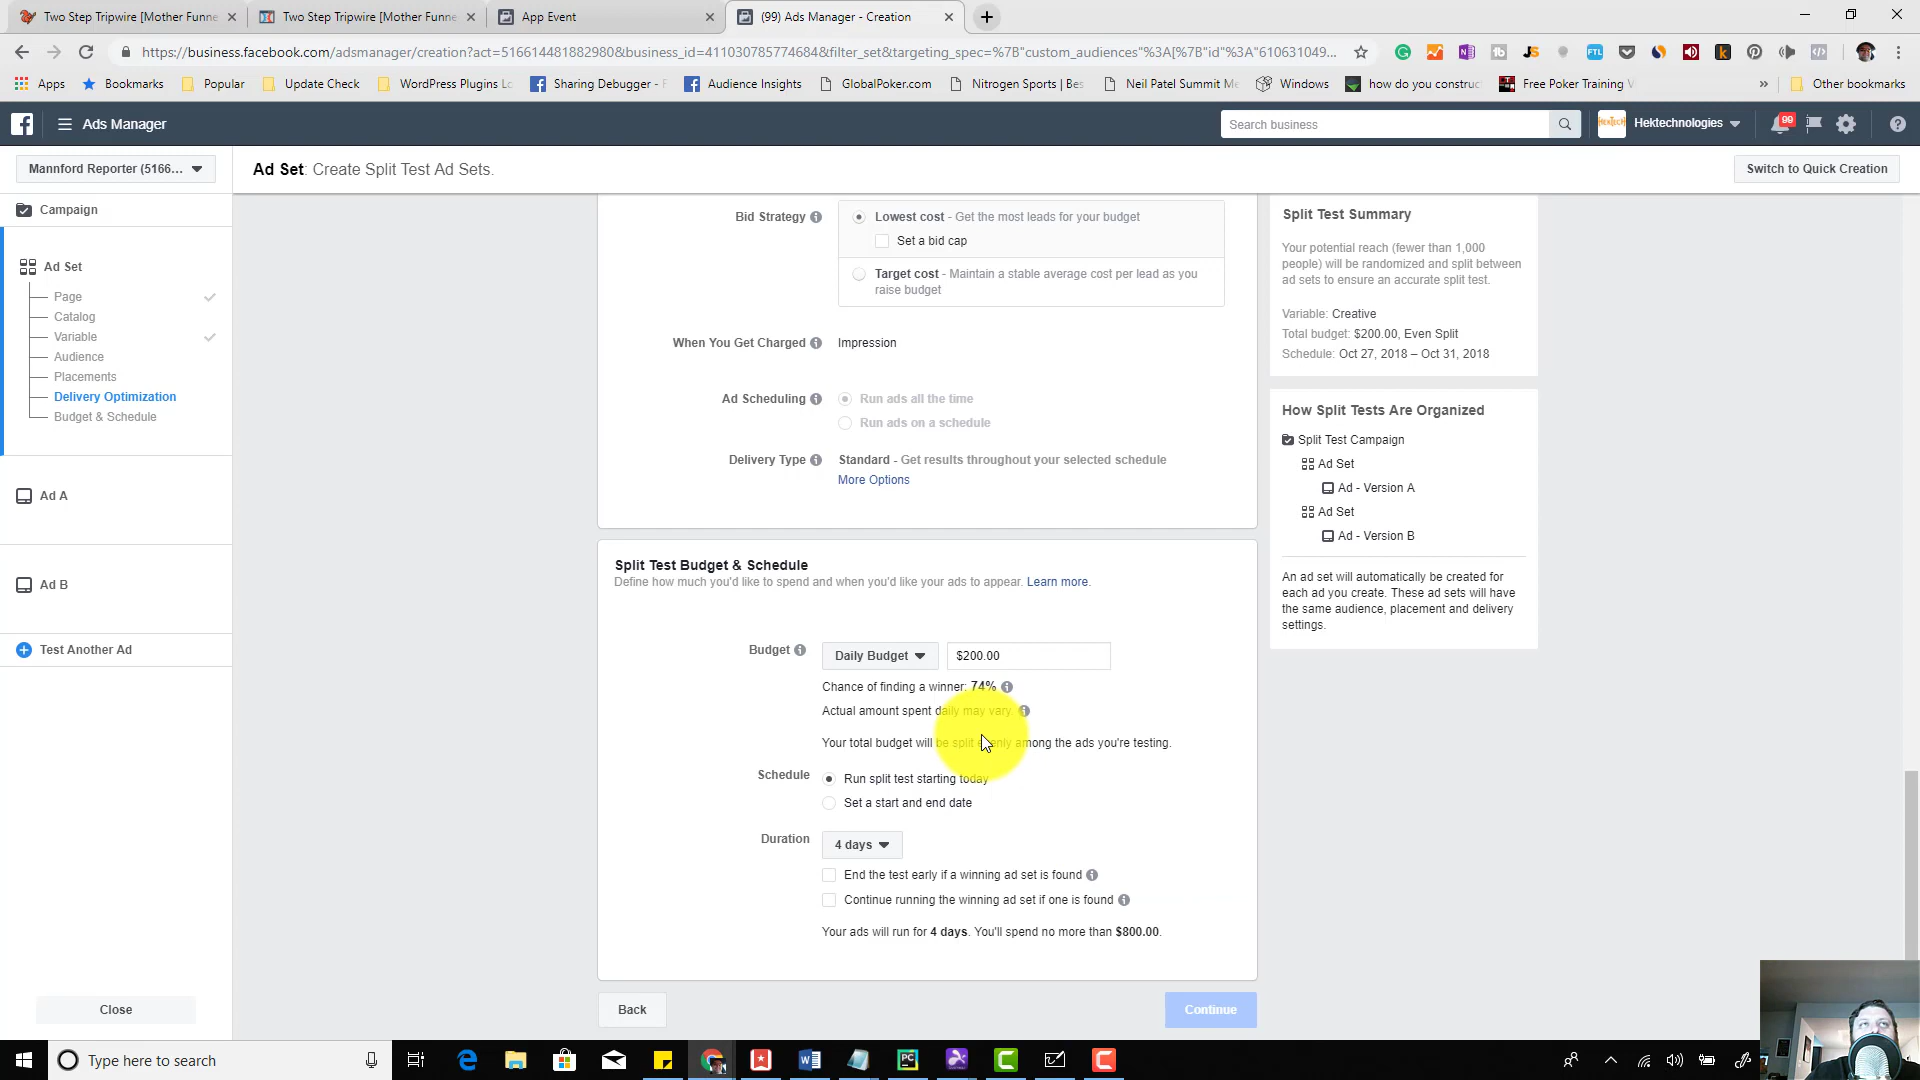 Two Step Tripwire [Mother Funne
Two Step Tripwire [Mother Funne
App Event
(99) Ads Manager - Creation
https://business.facebook.com/adsmanager/creation?act=516614481882980&business_id=4110307857746​84&filter_set&targeting_spec=%7B"custom_audiences"%3A[%7B"id"%3A"610631049...
Apps
Bookmarks
Popular
Update Check
WordPress Plugins Lo
Sharing Debugger - F
Audience Insights
GlobalPoker.com
Nitrogen Sports | Bes
Neil Patel Summit Me
Windows
how do you construc
Free Poker Training V
»
Other bookmarks
Ads Manager
Search business
Hektechnologies
99
Mannford Reporter (5166...
Ad Set: Create Split Test Ad Sets.
Switch to Quick Creation
Campaign
Ad Set
Page
Catalog
Variable
Audience
Placements
Delivery Optimization
Budget & Schedule
Ad A
Ad B
Test Another Ad
Close
Bid Strategy
Lowest cost - Get the most leads for your budget
Set a bid cap
Target cost - Maintain a stable average cost per lead as you
raise budget
When You Get Charged
Impression
Ad Scheduling
Run ads all the time
Run ads on a schedule
Delivery Type
Standard - Get results throughout your selected schedule
More Options
Split Test Budget & Schedule
Define how much you'd like to spend and when you'd like your ads to appear. Learn more.
Budget
Daily Budget
$200.00
Chance of finding a winner: 74%
Actual amount spent daily may vary.
Your total budget will be split evenly among the ads you're testing.
Schedule
Run split test starting today
Set a start and end date
Duration
4 days
End the test early if a winning ad set is found
Continue running the winning ad set if one is found
Your ads will run for 4 days. You'll spend no more than $800.00.
Back
Continue
Split Test Summary
Your potential reach (fewer than 1,000
people) will be randomized and split between
ad sets to ensure an accurate split test.
Variable: Creative
Total budget: $200.00, Even Split
Schedule: Oct 27, 2018 – Oct 31, 2018
How Split Tests Are Organized
Split Test Campaign
Ad Set
Ad - Version A
Ad Set
Ad - Version B
An ad set will automatically be created for
each ad you create. These ad sets will have
the same audience, placement and delivery
settings.
Type here to search